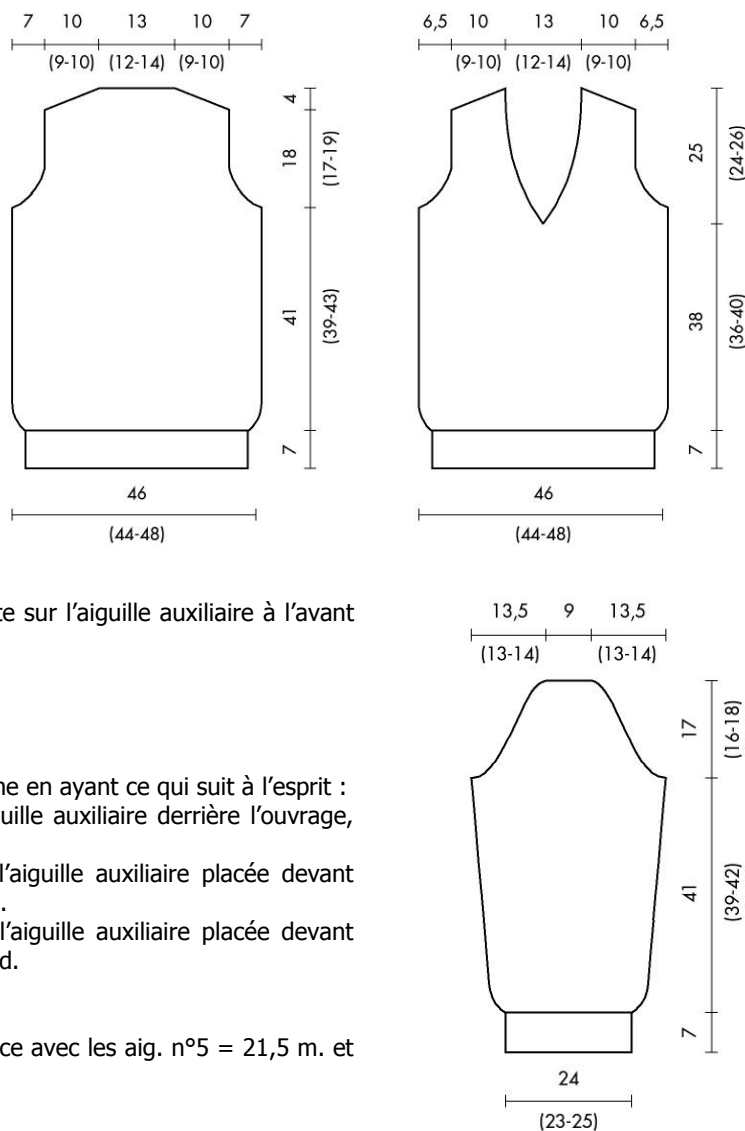 7 10 13 10 7
(9-10) (12-14) (9-10)
4
18
(17-19)
41
(39-43)
7
46
(44-48)
6,5 10 13 10 6,5
(9-10) (12-14) (9-10)
25
(24-26)
38
(36-40)
7
46
(44-48)
te sur l’aiguille auxiliaire à l’avant
ne en ayant ce qui suit à l’esprit :
guille auxiliaire derrière l’ouvrage,
l’aiguille auxiliaire placée devant
.
l’aiguille auxiliaire placée devant
d.
ce avec les aig. n°5 = 21,5 m. et
13,5 9 13,5
(13-14) (13-14)
17
(16-18)
41
(39-42)
7
24
(23-25)